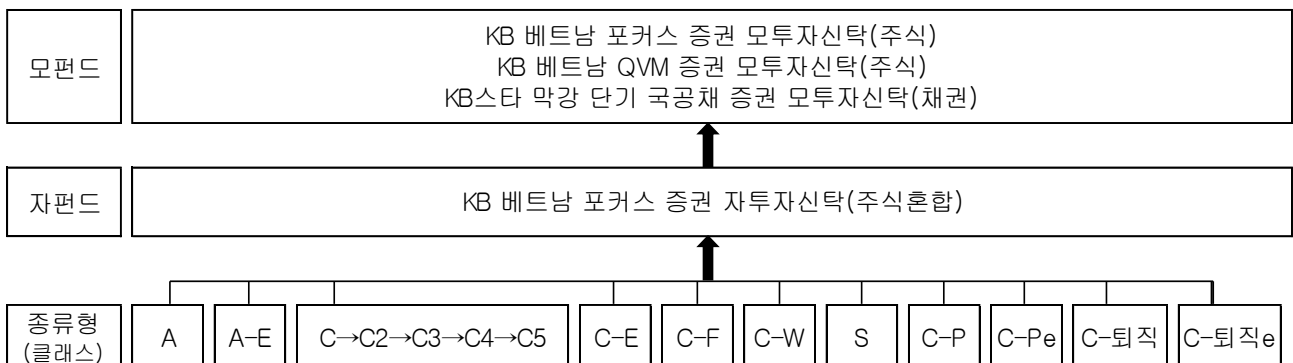 모펀드
KB 베트남 포커스 증권 모투자신탁(주식)
KB 베트남 QVM 증권 모투자신탁(주식)
KB스타 막강 단기 국공채 증권 모투자신탁(채권)
자펀드
KB 베트남 포커스 증권 자투자신탁(주식혼합)
종류형
(클래스)
A
A-E
C→C2→C3→C4→C5
C-E
C-F
C-W
S
C-P
C-Pe
C-퇴직
C-퇴직e